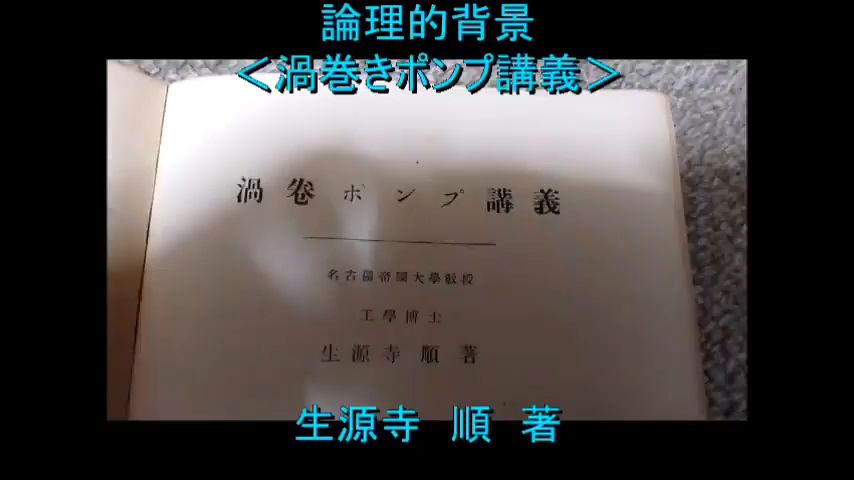 論理的背景
＜渦巻きポンプ講義＞
渦巻ポンプ講義
名古屋帝國大學敎授
工學博士
生源寺順著
生源寺　順　著